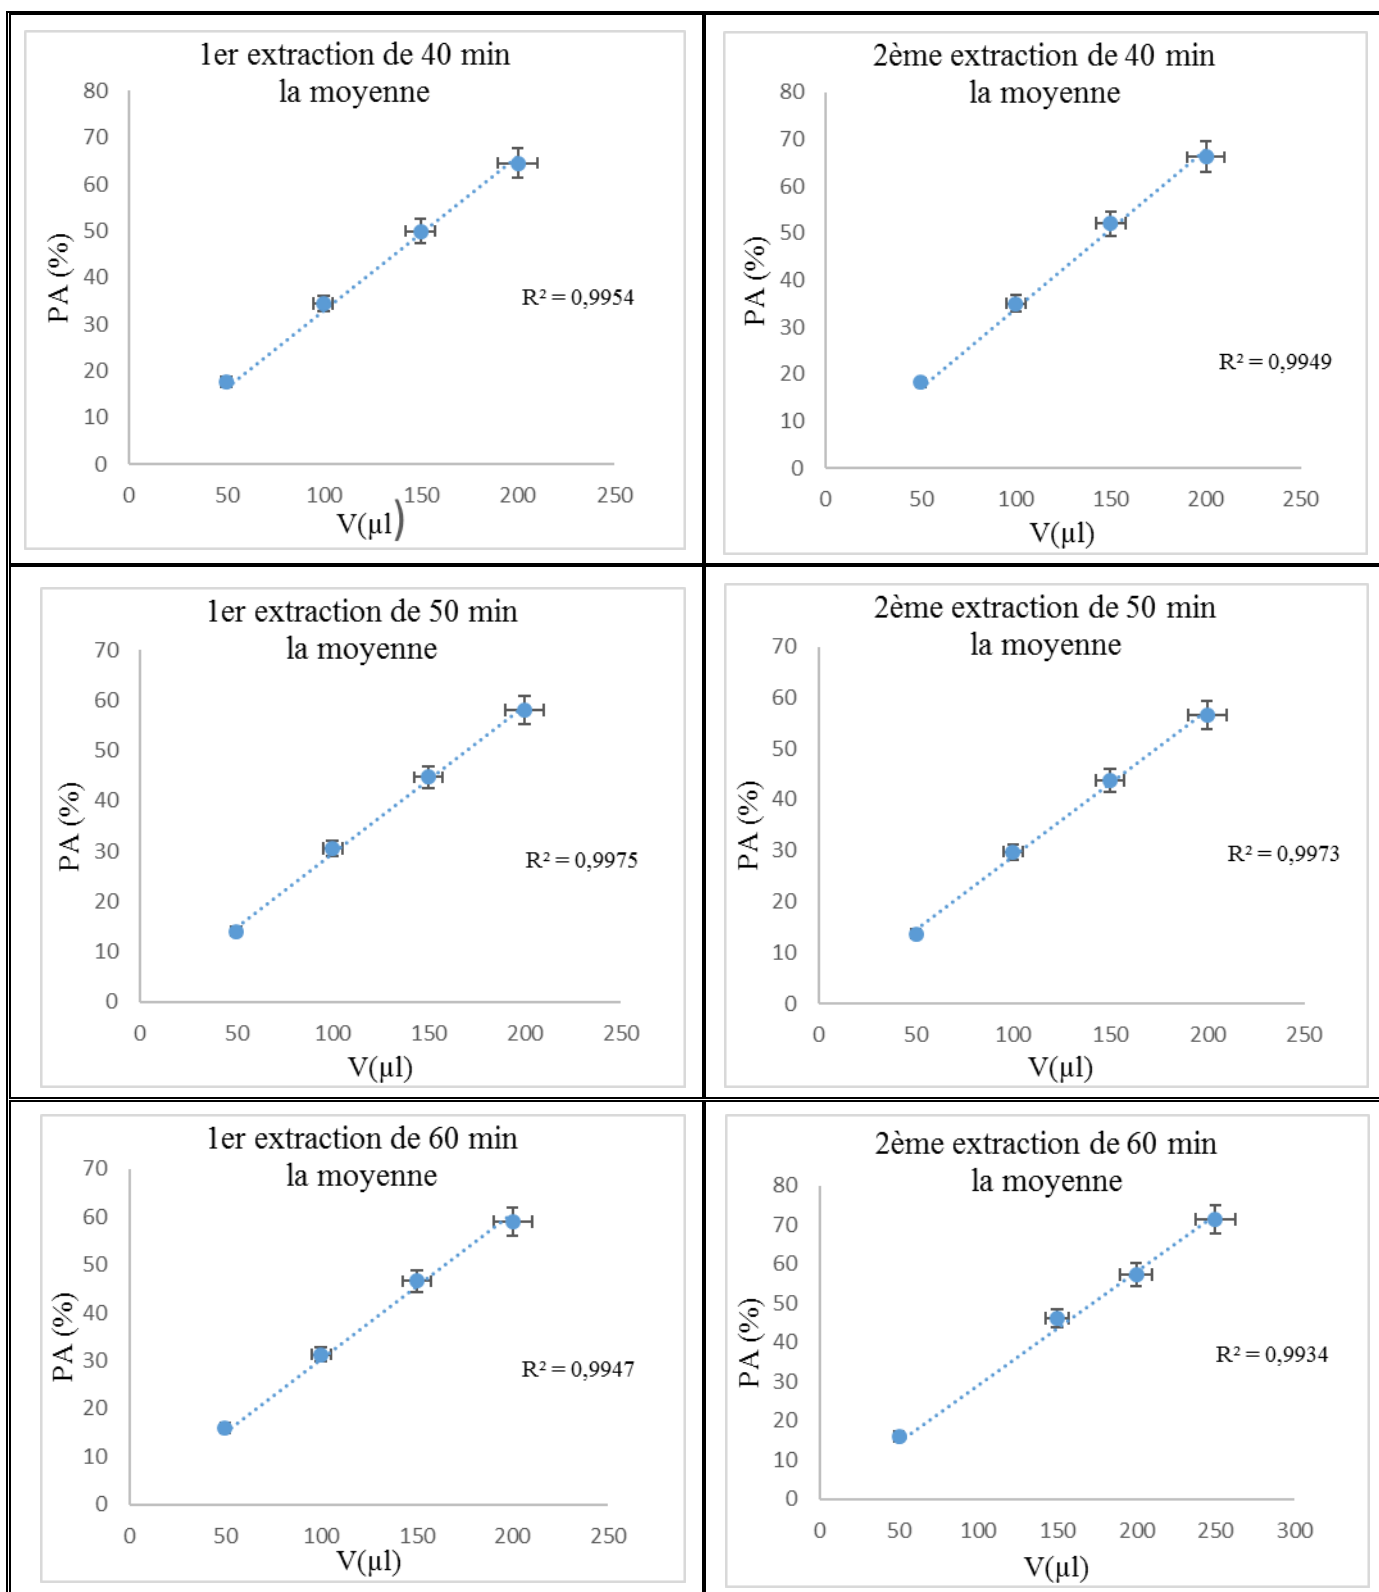 1er extraction de 40 min
la moyenne
80
70
60
50
40
30
20
10
0
PA (%)
R² = 0,9954
0 50 100 150 200 250
V(µl)
2ème extraction de 40 min
la moyenne
80
70
60
50
40
30
20
10
0
PA (%)
R² = 0,9949
0 50 100 150 200 250
V(µl)
1er extraction de 50 min
la moyenne
70
60
50
40
30
20
10
0
PA (%)
R² = 0,9975
0 50 100 150 200 250
V(µl)
2ème extraction de 50 min
la moyenne
70
60
50
40
30
20
10
0
PA (%)
R² = 0,9973
0 50 100 150 200 250
V(µl)
1er extraction de 60 min
la moyenne
70
60
50
40
30
20
10
0
PA (%)
R² = 0,9947
0 50 100 150 200 250
V(µl)
2ème extraction de 60 min
la moyenne
80
70
60
50
40
30
20
10
0
PA (%)
R² = 0,9934
0 50 100 150 200 250 300
V(µl)